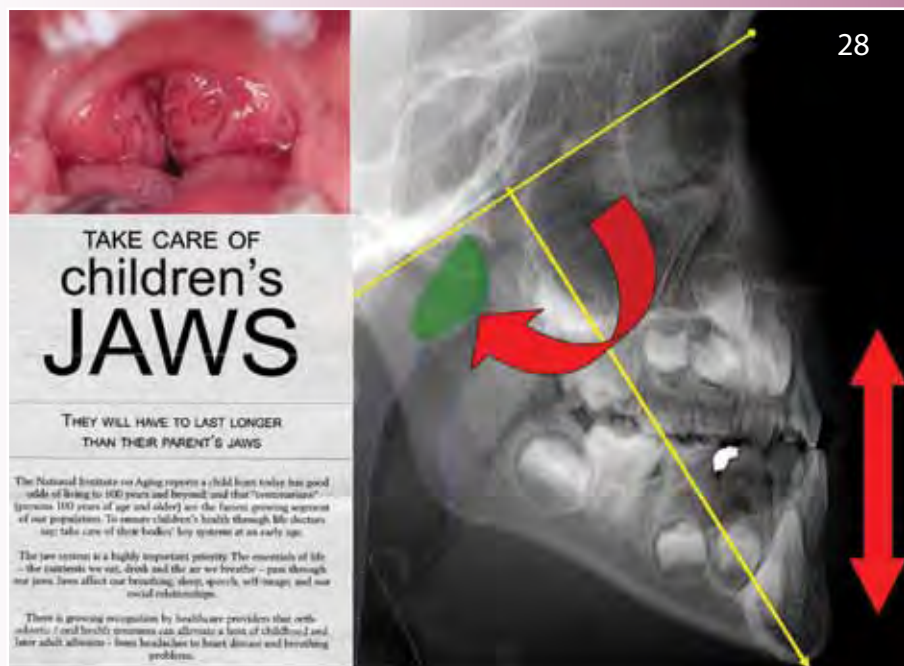 28
TAKE CARE OF
children's
JAWS
THEY WILL HAVE TO LAST LONGER
THAN THEIR PARENT'S JAWS
The National Institute on Aging reports a child born today has good
odds of living to 100 years and beyond; and that "centenarians"
(persons 100 years of age and older) are the fastest growing segment
of our population. To ensure children's health through life doctors
say; take care of their bodies' key systems at an early age.
The jaw system is a highly important priority. The essentials of life
– the nutrients we eat, drink and the air we breathe – pass through
our jaws. Jaws affect our breathing, sleep, speech, self-image, and our
social relationships.
There is growing recognition by healthcare providers that orth-
odontic / oral health treatment can alleviate a host of childhood and
later adult ailments – from headaches to heart disease and breathing
problems.